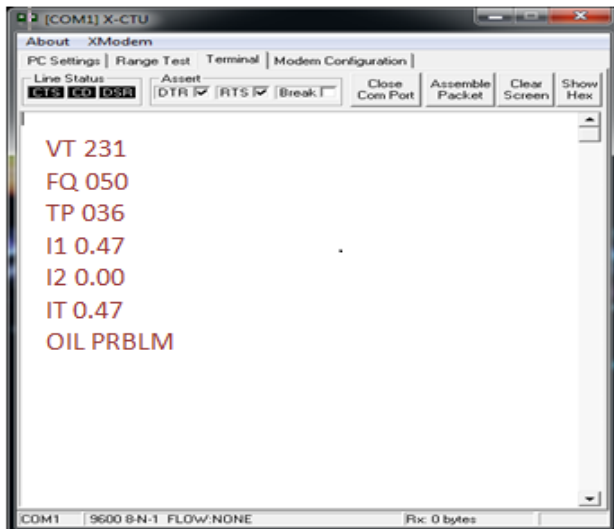 [COM1] X-CTU
About XModem
PC Settings Range Test Terminal Modem Configuration
Line Status
CTS CD DSR
Assert
DTR RTS Break
Close Com Port
Assemble Packet
Clear Screen
Show Hex
VT 231
FQ 050
TP 036
I1 0.47
I2 0.00
IT 0.47
OIL PRBLM
COM1 9600 8-N-1 FLOW:NONE Rx: 0 bytes